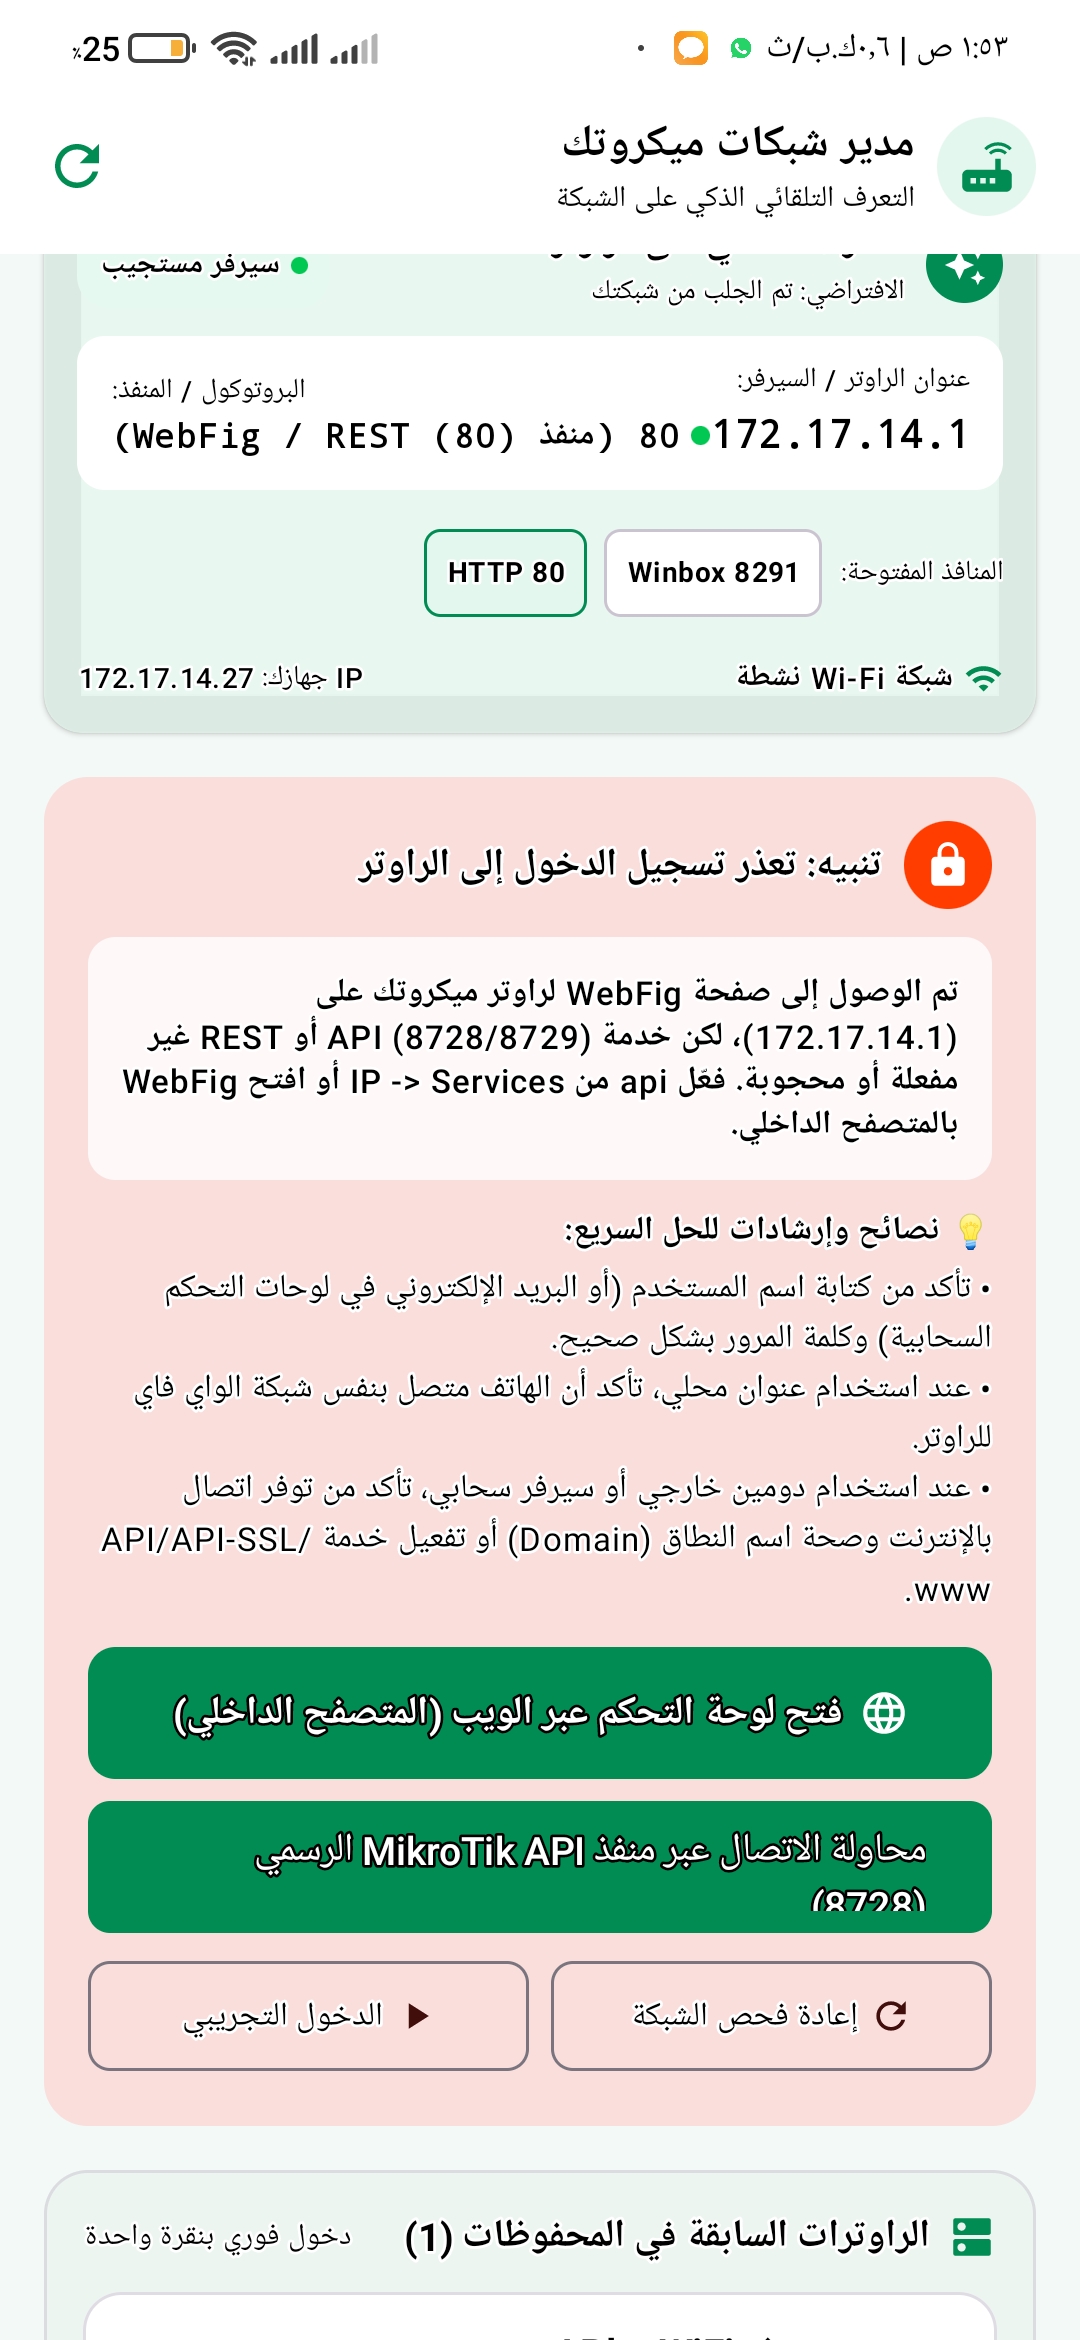 ١:٥٣ ص | ٠,٦ك.ب/ث
25٪
مدير شبكات ميكروتك
التعرف التلقائي الذكي على الشبكة
سيرفر مستجيب
الافتراضي: تم الجلب من شبكتك
عنوان الراوتر / السيرفر:
172.17.14.1
البروتوكول / المنفذ:
80 (منفذ 80) WebFig / REST)
المنافذ المفتوحة:
Winbox 8291
HTTP 80
شبكة Wi-Fi نشطة
IP جهازك: 172.17.14.27
تنبيه: تعذر تسجيل الدخول إلى الراوتر
تم الوصول إلى صفحة WebFig لراوتر ميكروتك على
(172.17.14.1)، لكن خدمة API (8728/8729) أو REST غير
مفعلة أو محجوبة. فعّل api من IP -> Services أو افتح WebFig
بالمتصفح الداخلي.
💡 نصائح وإرشادات للحل السريع:
• تأكد من كتابة اسم المستخدم (أو البريد الإلكتروني في لوحات التحكم
السحابية) وكلمة المرور بشكل صحيح.
• عند استخدام عنوان محلي، تأكد أن الهاتف متصل بنفس شبكة الواي فاي
للراوتر.
• عند استخدام دومين خارجي أو سيرفر سحابي، تأكد من توفر اتصال
بالإنترنت وصحة اسم النطاق (Domain) أو تفعيل خدمة API/API-SSL/
www.
فتح لوحة التحكم عبر الويب (المتصفح الداخلي)
محاولة الاتصال عبر منفذ MikroTik API الرسمي
(8728)
إعادة فحص الشبكة
الدخول التجريبي
الراوترات السابقة في المحفوظات (1)
دخول فوري بنقرة واحدة